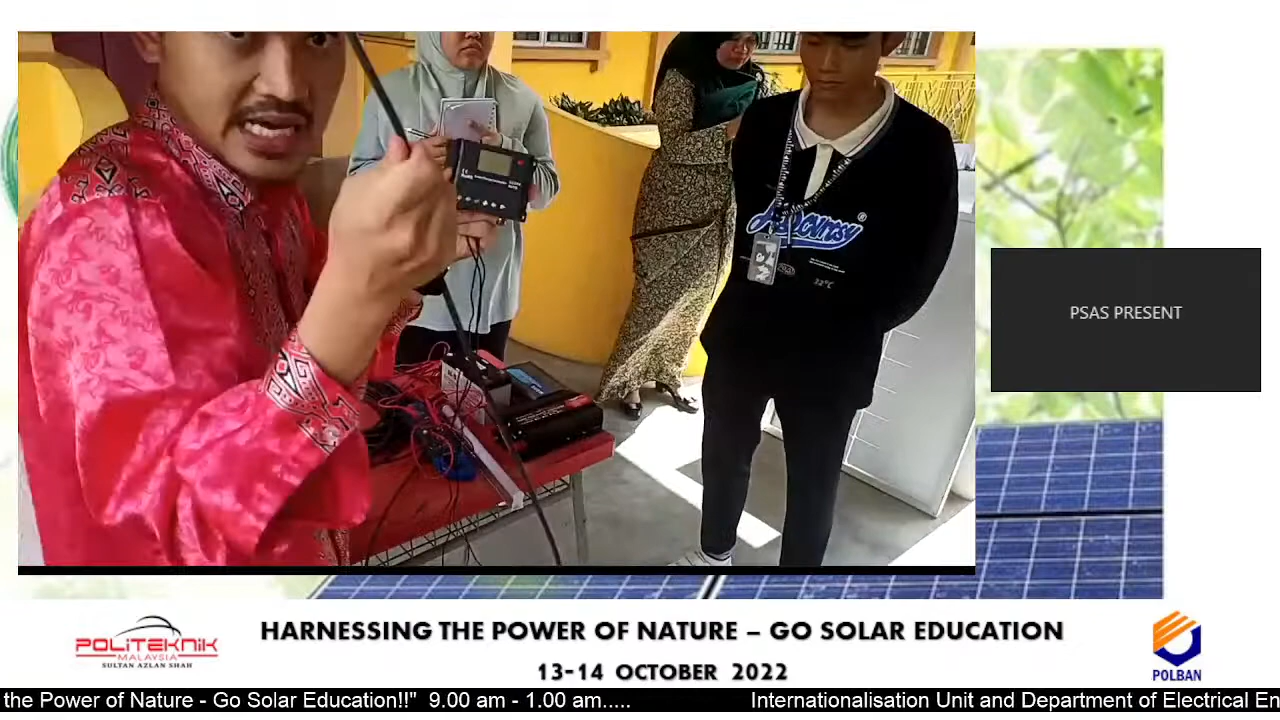 PSAS PRESENT
32°C
POLITEKNIK
MALAYSIA
SULTAN AZLAN SHAH
HARNESSING THE POWER OF NATURE – GO SOLAR EDUCATION
13-14 OCTOBER 2022
POLBAN
the Power of Nature - Go Solar Education!!" 9.00 am - 1.00 am..... Internationalisation Unit and Department of Electrical En